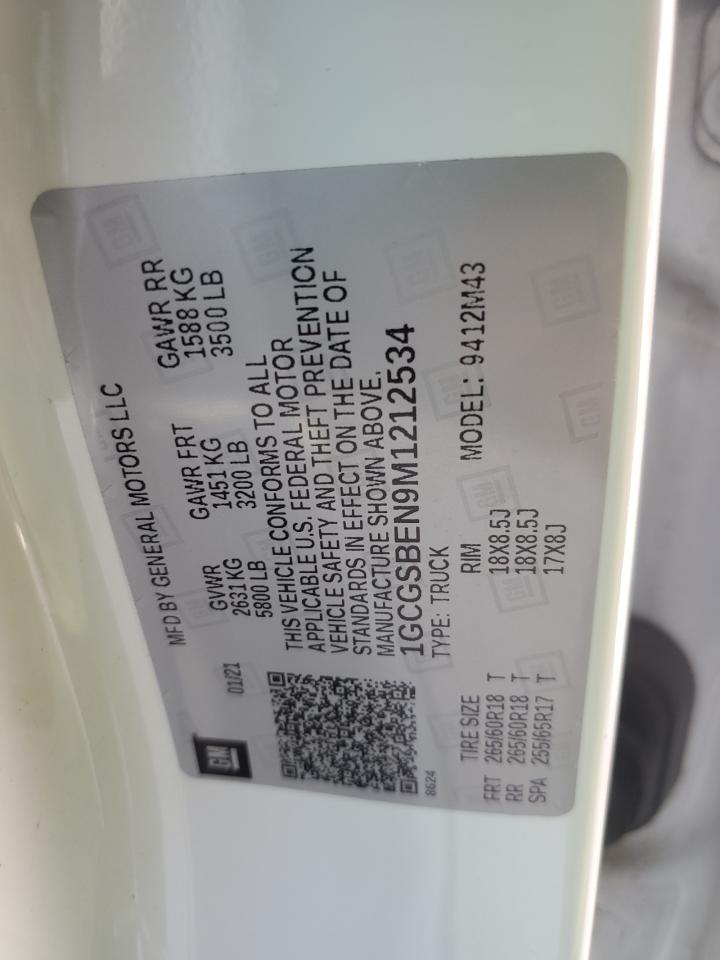 GM
01/21
MFD BY GENERAL MOTORS LLC
GVWR GAWR FRT GAWR RR
2631 KG 1451 KG 1588 KG
5800 LB 3200 LB 3500 LB
THIS VEHICLE CONFORMS TO ALL
APPLICABLE U.S. FEDERAL MOTOR
VEHICLE SAFETY AND THEFT PREVENTION
STANDARDS IN EFFECT ON THE DATE OF
MANUFACTURE SHOWN ABOVE.
1GCGSBEN9M1212534
8624
TYPE: TRUCK MODEL: 9412M43
TIRE SIZE RIM
FRT 265/60R18 T 18X8.5J
RR 265/60R18 T 18X8.5J
SPA 255/65R17 T 17X8J